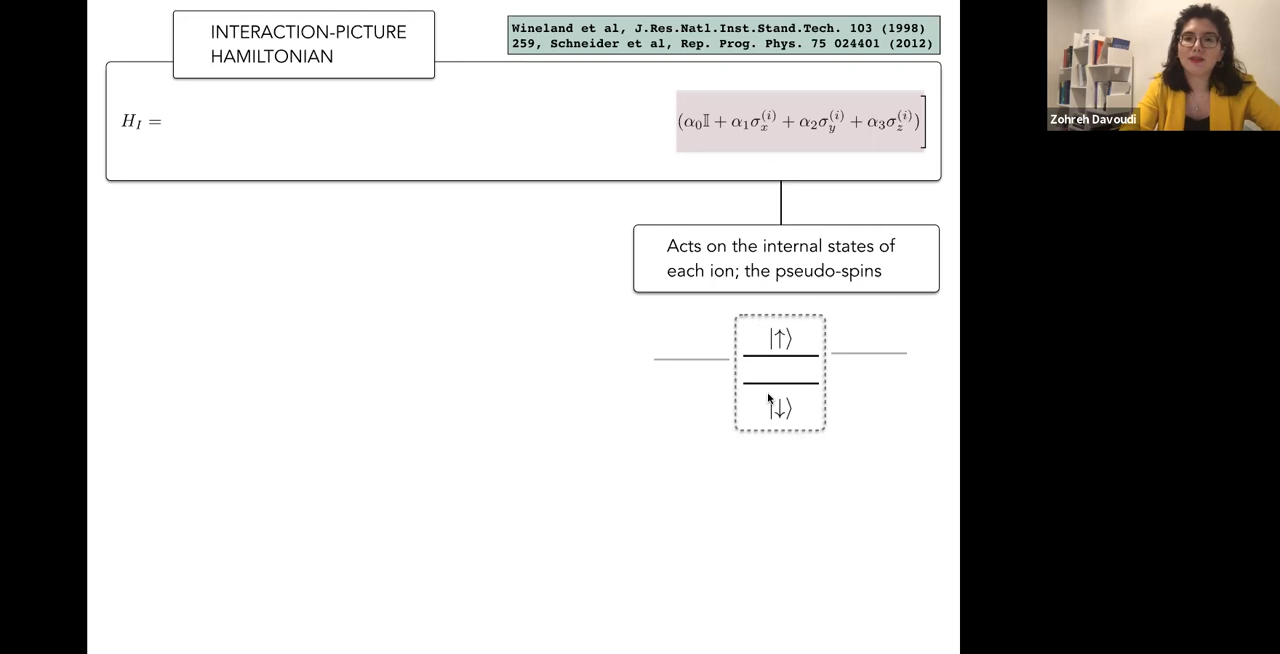 INTERACTION-PICTURE
HAMILTONIAN
Wineland et al, J.Res.Natl.Inst.Stand.Tech. 103 (1998)
259, Schneider et al, Rep. Prog. Phys. 75 024401 (2012)
Zohreh Davoudi
H_I = (α₀𝕀 + α₁σ_x^{(i)} + α₂σ_y^{(i)} + α₃σ_z^{(i)})]
Acts on the internal states of
each ion; the pseudo-spins
|↑⟩
|↓⟩